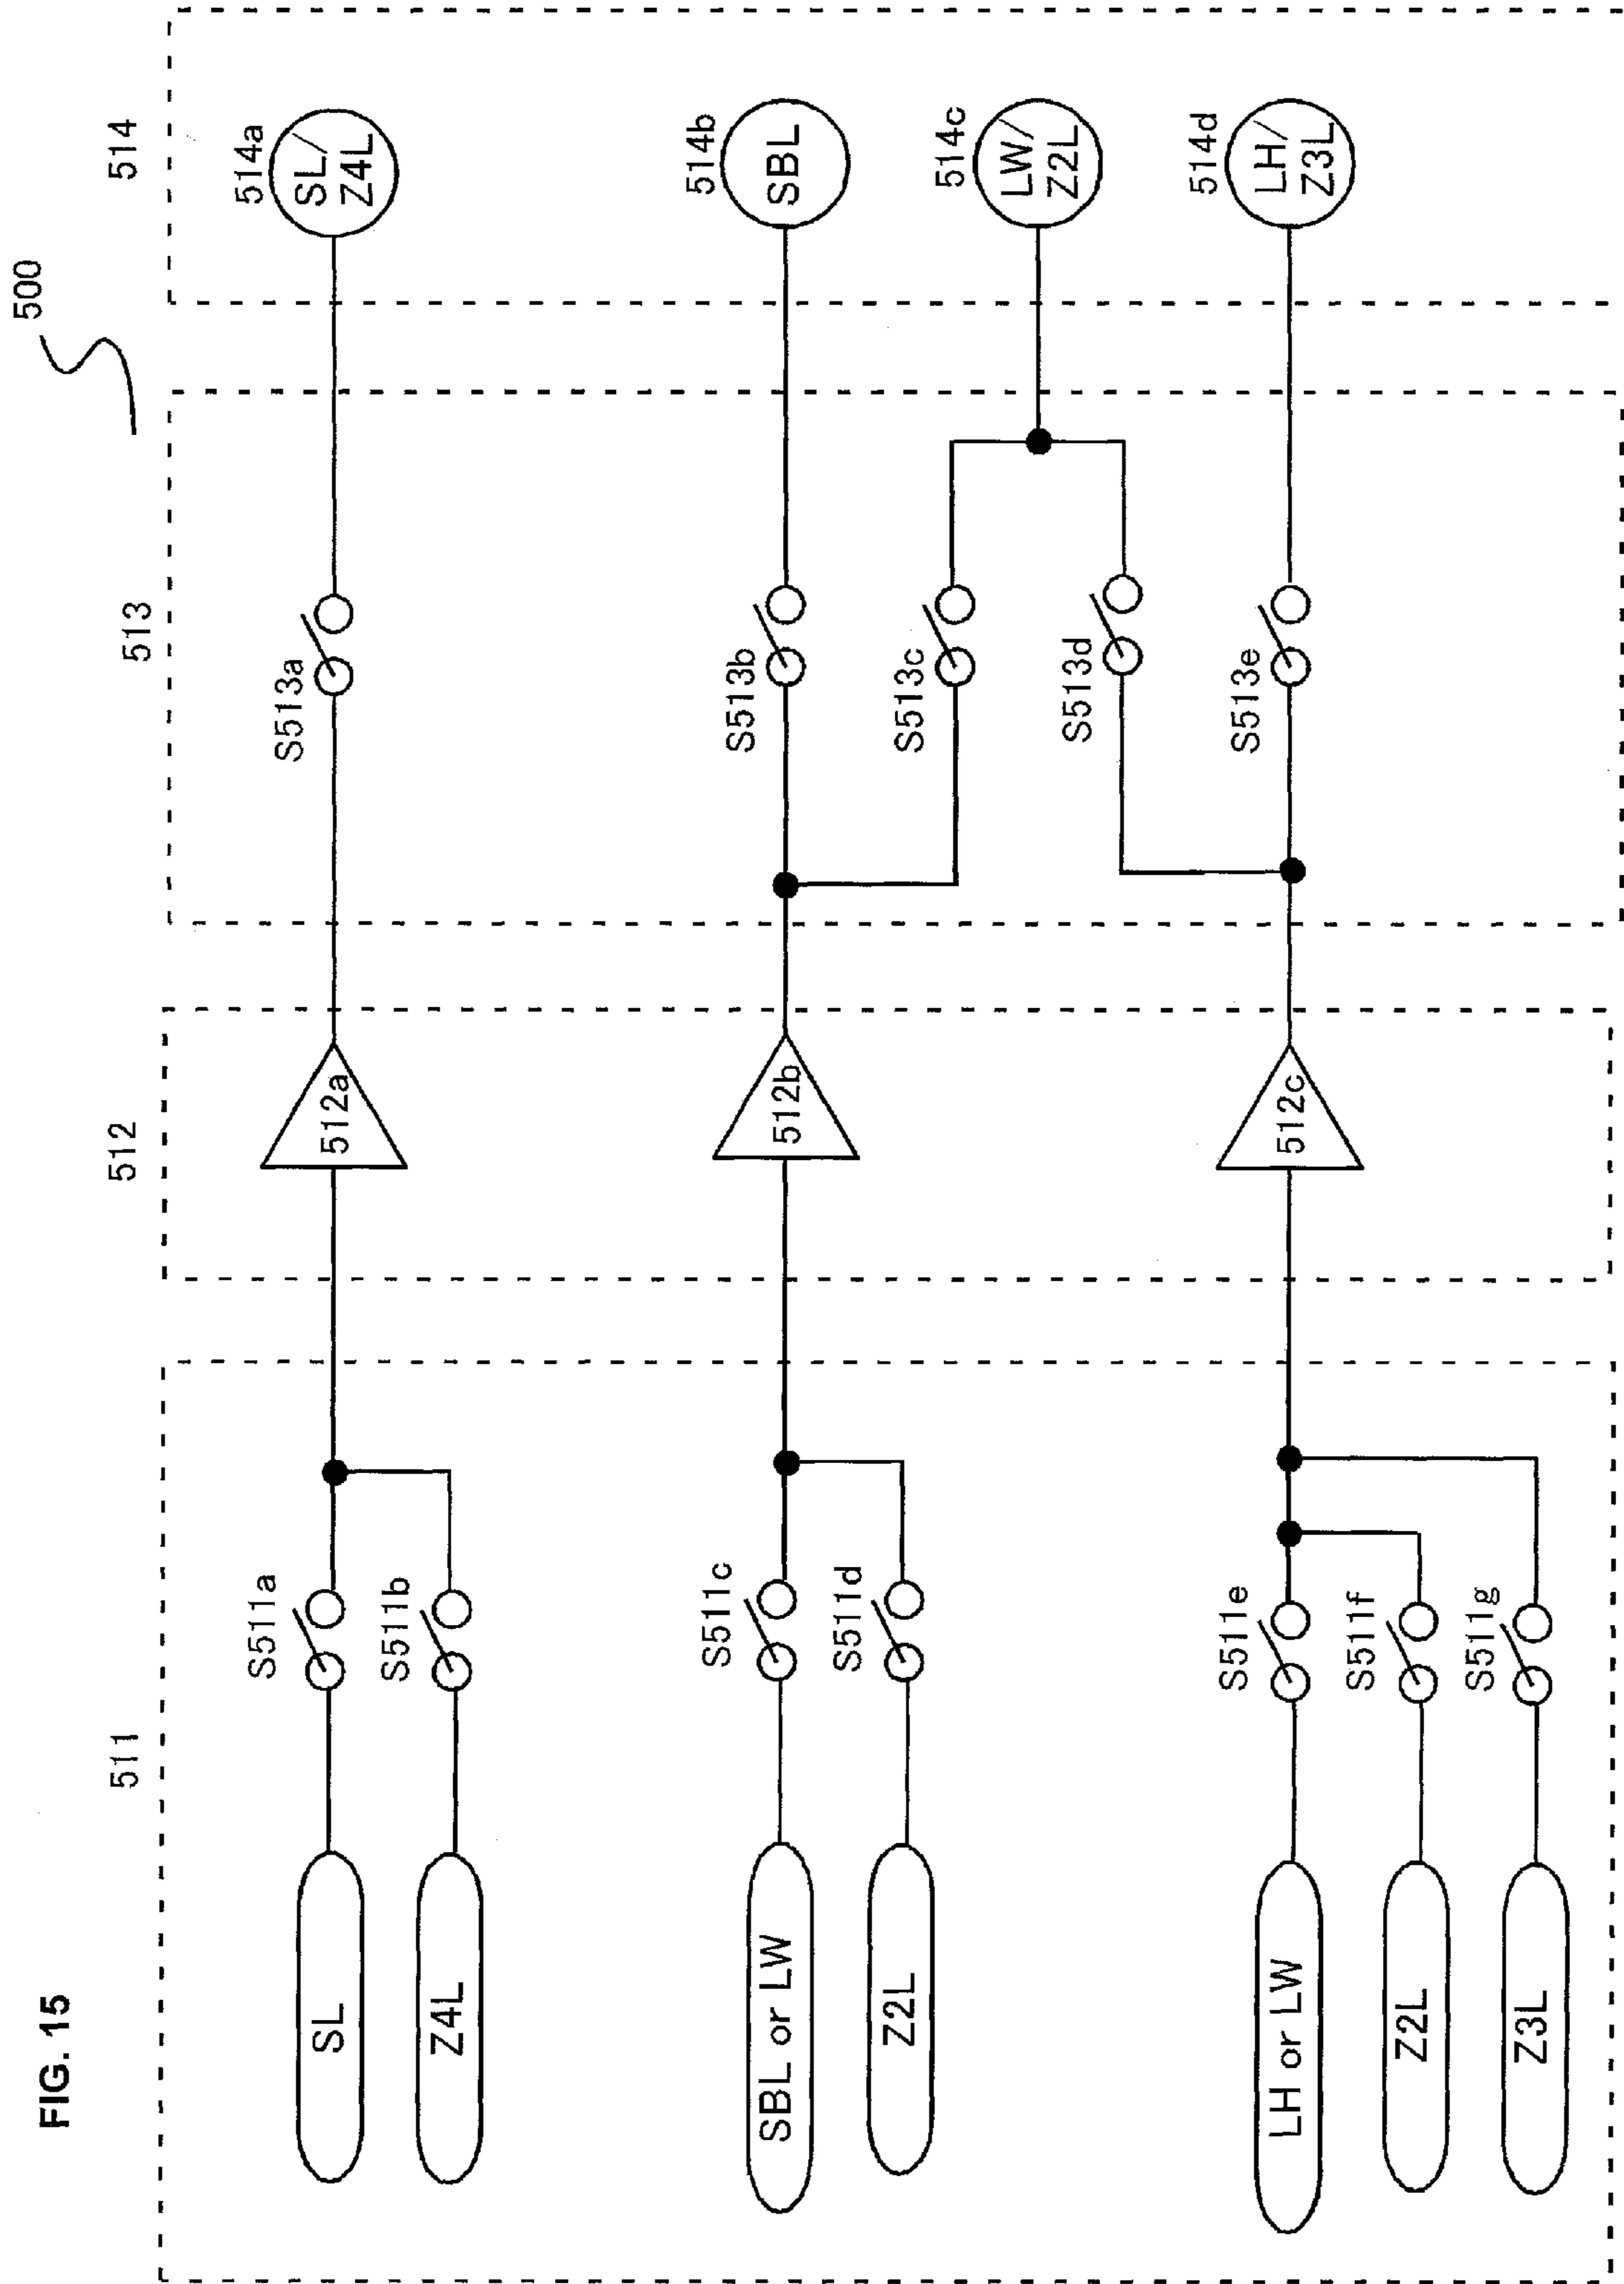 FIG. 15
500
511
512
513
514
SL
S511a
Z4L
S511b
512a
S513a
514a
SL/
Z4L
SBL or LW
S511c
Z2L
S511d
512b
S513b
514b
SBL
S513c
514c
LW/
Z2L
S513d
LH or LW
S511e
Z2L
S511f
Z3L
S511g
512c
S513e
514d
LH/
Z3L